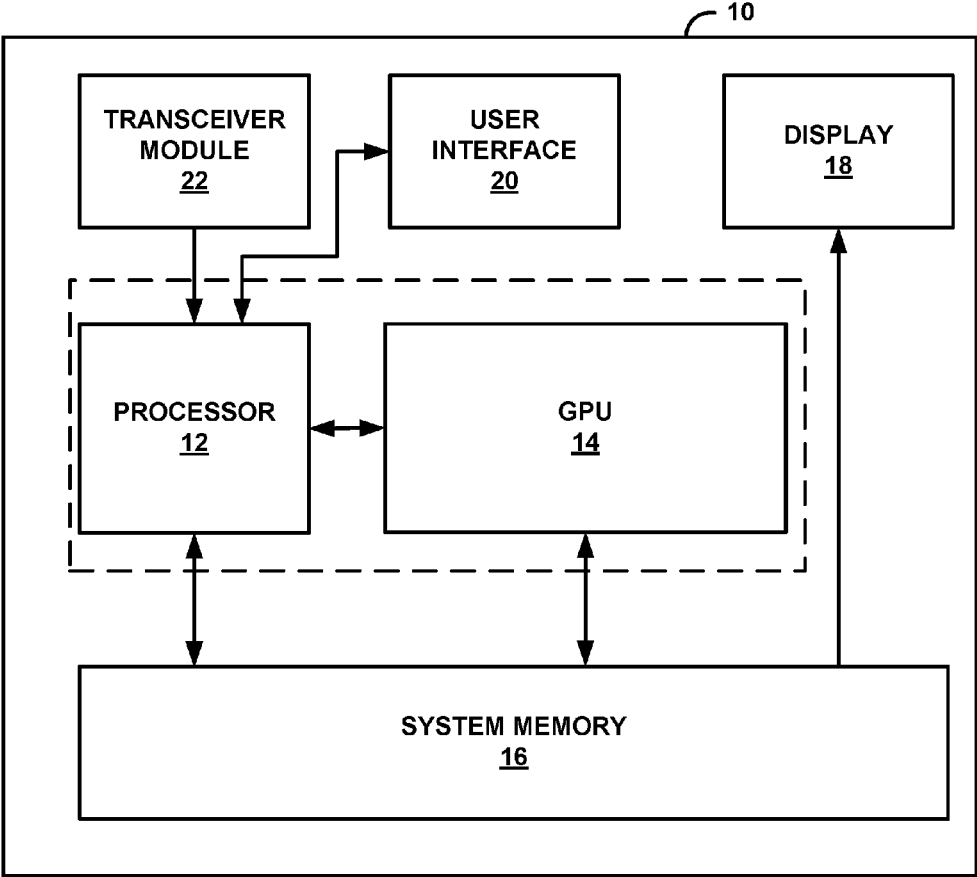 10
TRANSCEIVER
MODULE
22
USER
INTERFACE
20
DISPLAY
18
PROCESSOR
12
GPU
14
SYSTEM MEMORY
16